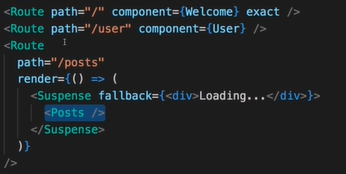 <Route path="/" component={Welcome} exact />
<Route path="/user" component={User} />
<Route
path="/posts"
render={() => (
<Suspense fallback={<div>Loading...</div>}>
<Posts />
</Suspense>
)}
/>